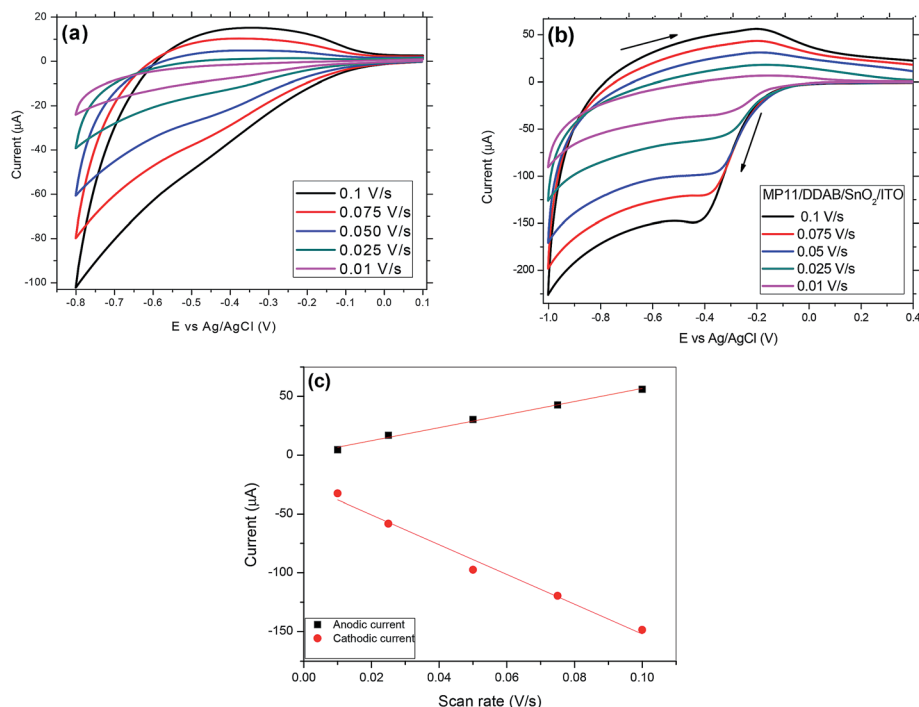 (a)
20
0
-20
-40
-60
-80
-100
Current (µA)
0.1 V/s
0.075 V/s
0.050 V/s
0.025 V/s
0.01 V/s
-0.8 -0.7 -0.6 -0.5 -0.4 -0.3 -0.2 -0.1 0.0 0.1
E vs Ag/AgCl (V)
(b)
50
0
-50
-100
-150
-200
Current (µA)
MP11/DDAB/SnO₂/ITO
0.1 V/s
0.075 V/s
0.05 V/s
0.025 V/s
0.01 V/s
-1.0 -0.8 -0.6 -0.4 -0.2 0.0 0.2 0.4
E vs Ag/AgCl (V)
(c)
50
0
-50
-100
-150
Current (µA)
Anodic current
Cathodic current
0.00 0.02 0.04 0.06 0.08 0.10
Scan rate (V/s)